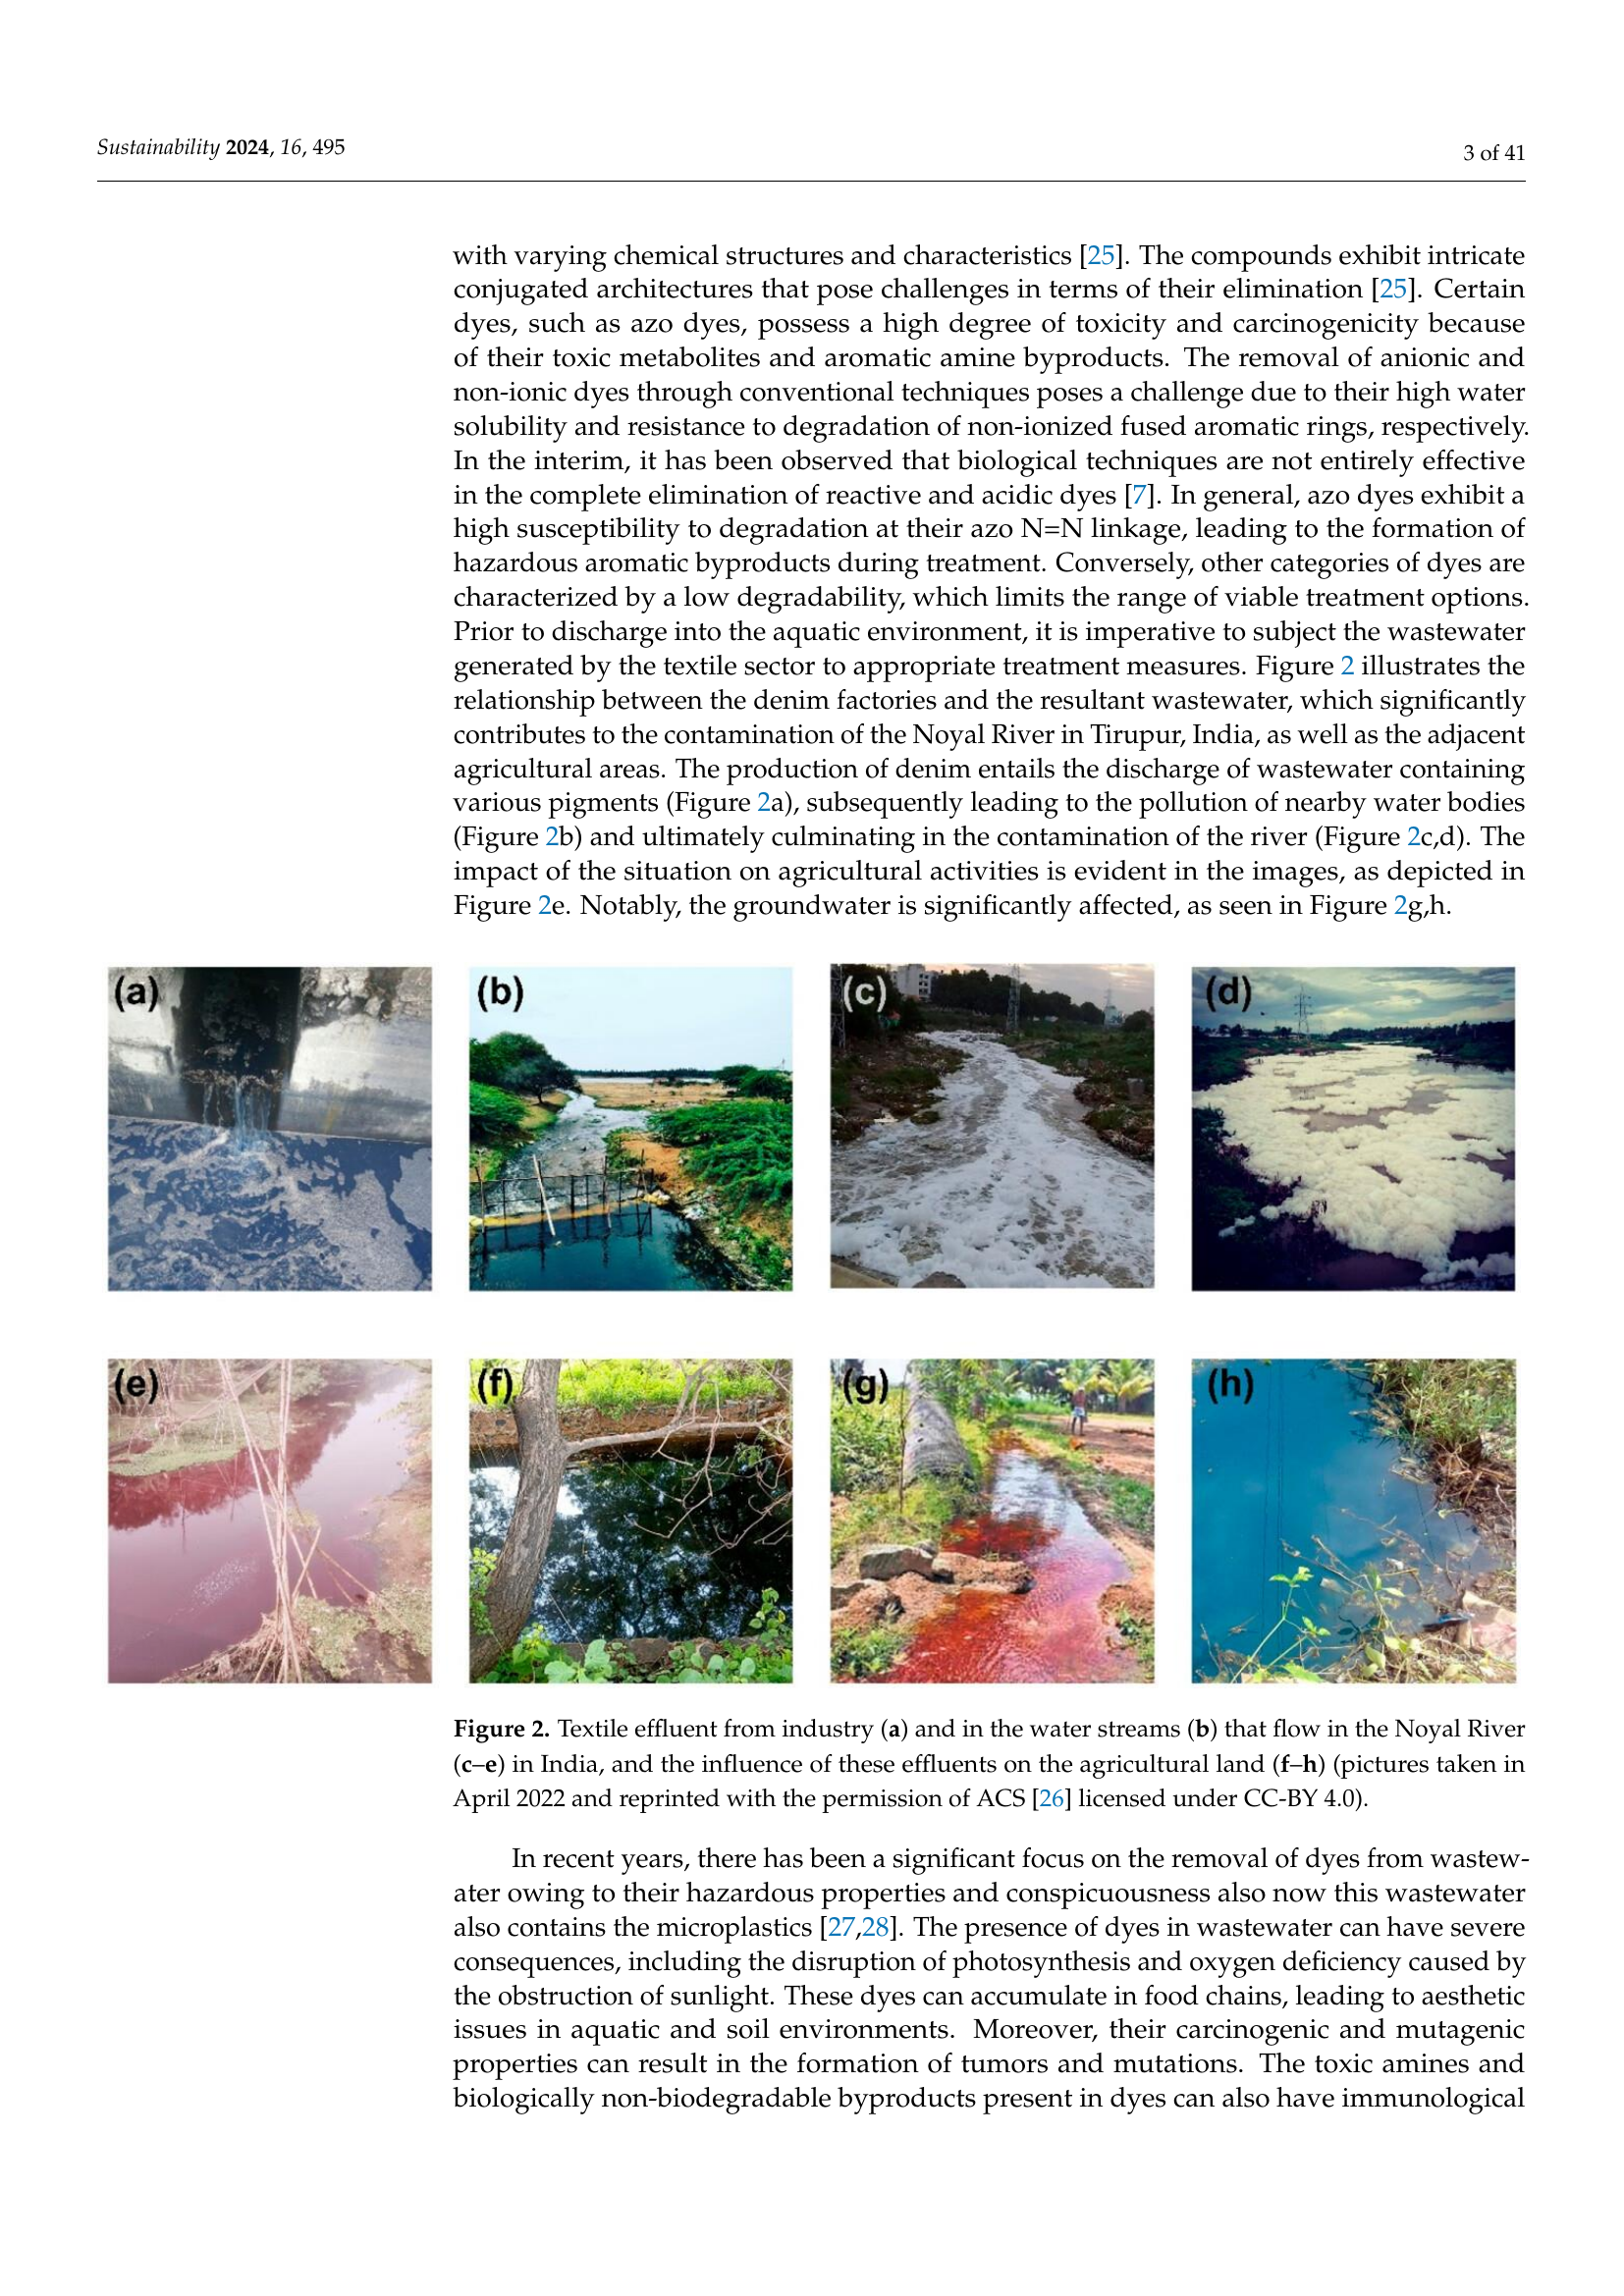 Sustainability 2024, 16, 495
3 of 41
with varying chemical structures and characteristics [25]. The compounds exhibit intricate
conjugated architectures that pose challenges in terms of their elimination [25]. Certain
dyes, such as azo dyes, possess a high degree of toxicity and carcinogenicity because
of their toxic metabolites and aromatic amine byproducts. The removal of anionic and
non-ionic dyes through conventional techniques poses a challenge due to their high water
solubility and resistance to degradation of non-ionized fused aromatic rings, respectively.
In the interim, it has been observed that biological techniques are not entirely effective
in the complete elimination of reactive and acidic dyes [7]. In general, azo dyes exhibit a
high susceptibility to degradation at their azo N=N linkage, leading to the formation of
hazardous aromatic byproducts during treatment. Conversely, other categories of dyes are
characterized by a low degradability, which limits the range of viable treatment options.
Prior to discharge into the aquatic environment, it is imperative to subject the wastewater
generated by the textile sector to appropriate treatment measures. Figure 2 illustrates the
relationship between the denim factories and the resultant wastewater, which significantly
contributes to the contamination of the Noyal River in Tirupur, India, as well as the adjacent
agricultural areas. The production of denim entails the discharge of wastewater containing
various pigments (Figure 2a), subsequently leading to the pollution of nearby water bodies
(Figure 2b) and ultimately culminating in the contamination of the river (Figure 2c,d). The
impact of the situation on agricultural activities is evident in the images, as depicted in
Figure 2e. Notably, the groundwater is significantly affected, as seen in Figure 2g,h.
(a)
(b)
(c)
(d)
(e)
(f)
(g)
(h)
Figure 2. Textile effluent from industry (a) and in the water streams (b) that flow in the Noyal River
(c–e) in India, and the influence of these effluents on the agricultural land (f–h) (pictures taken in
April 2022 and reprinted with the permission of ACS [26] licensed under CC-BY 4.0).
In recent years, there has been a significant focus on the removal of dyes from wastew-
ater owing to their hazardous properties and conspicuousness also now this wastewater
also contains the microplastics [27,28]. The presence of dyes in wastewater can have severe
consequences, including the disruption of photosynthesis and oxygen deficiency caused by
the obstruction of sunlight. These dyes can accumulate in food chains, leading to aesthetic
issues in aquatic and soil environments. Moreover, their carcinogenic and mutagenic
properties can result in the formation of tumors and mutations. The toxic amines and
biologically non-biodegradable byproducts present in dyes can also have immunological